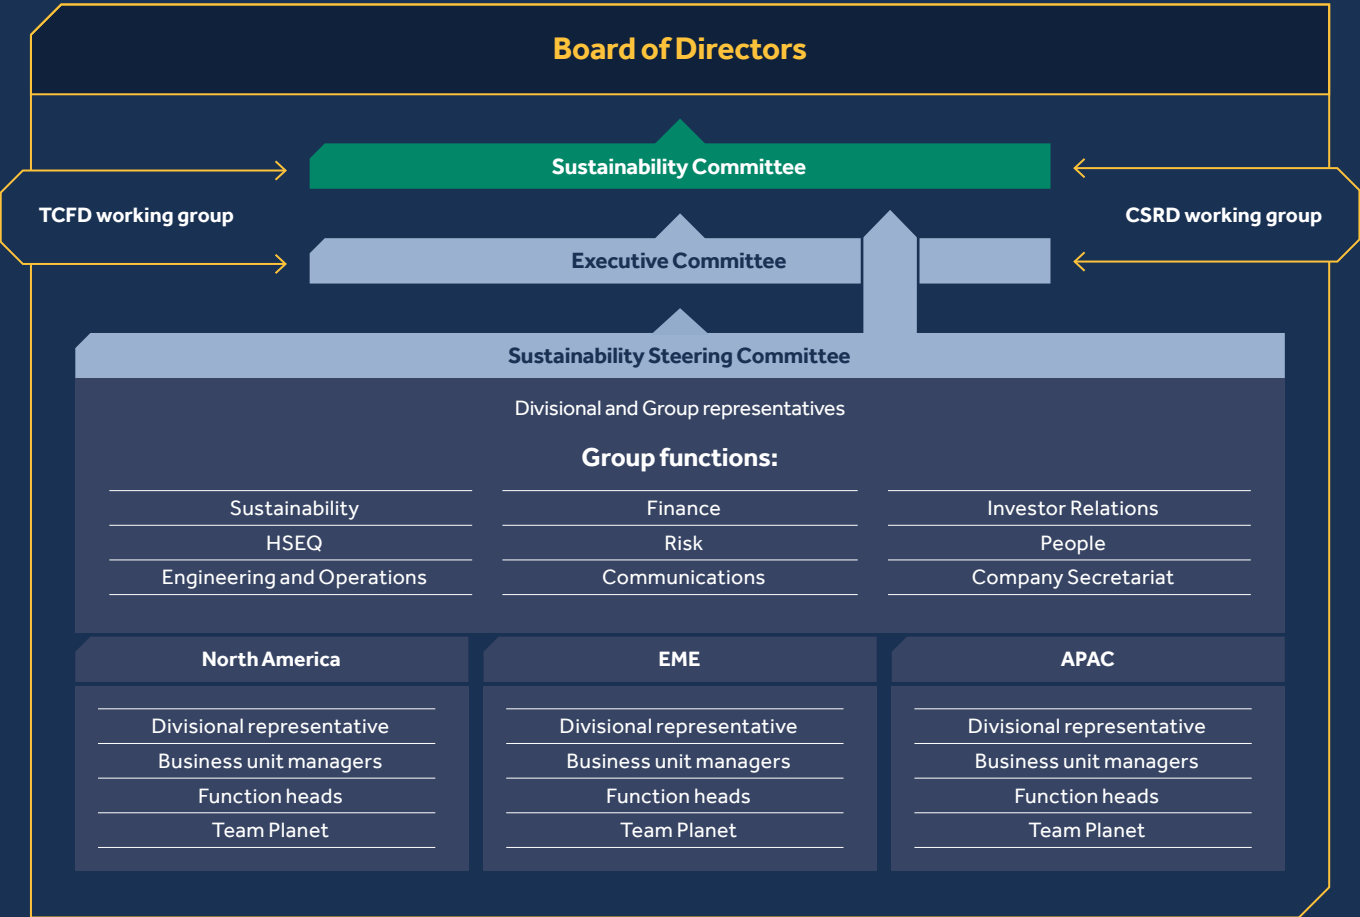 Board of Directors
Sustainability Committee
TCFD working group
CSRD working group
Executive Committee
Sustainability Steering Committee
Divisional and Group representatives
Group functions:
Sustainability
Finance
Investor Relations
HSEQ
Risk
People
Engineering and Operations
Communications
Company Secretariat
North America
EME
APAC
Divisional representative
Divisional representative
Divisional representative
Business unit managers
Business unit managers
Business unit managers
Function heads
Function heads
Function heads
Team Planet
Team Planet
Team Planet